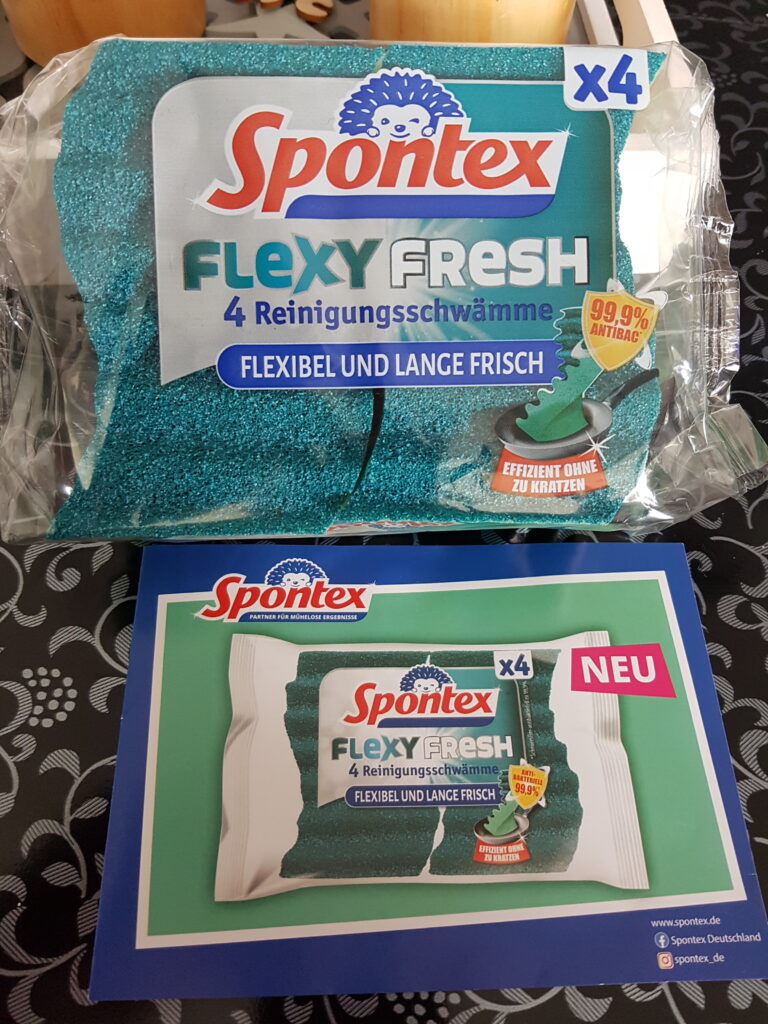 x4
Spontex
FLeXY FReSH
4 Reinigungsschwämme
FLEXIBEL UND LANGE FRISCH
99,9%
ANTIBAC*
EFFIZIENT OHNE
ZU KRATZEN
Spontex
PARTNER FÜR MÜHELOSE ERGEBNISSE
NEU
x4
Spontex
FLeXY FReSH
4 Reinigungsschwämme
FLEXIBEL UND LANGE FRISCH
ANTI-
BAKTERIELL
99,9%*
EFFIZIENT OHNE
ZU KRATZEN
www.spontex.de
Spontex Deutschland
spontex_de